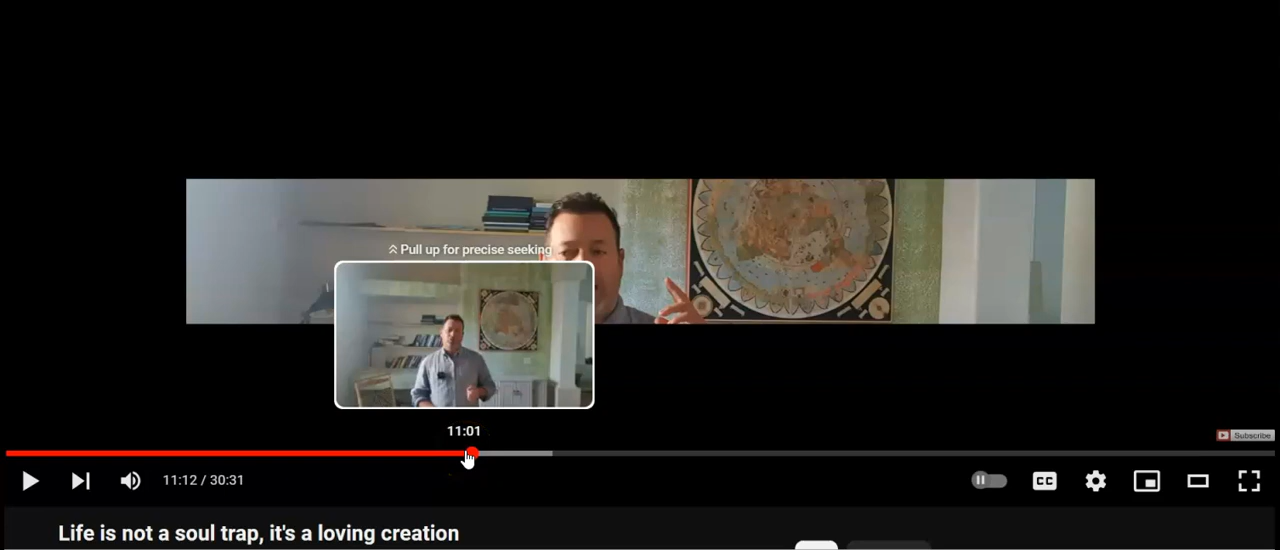 Pull up for precise seeking
11:01
Subscribe
11:12 / 30:31
CC
Life is not a soul trap, it's a loving creation